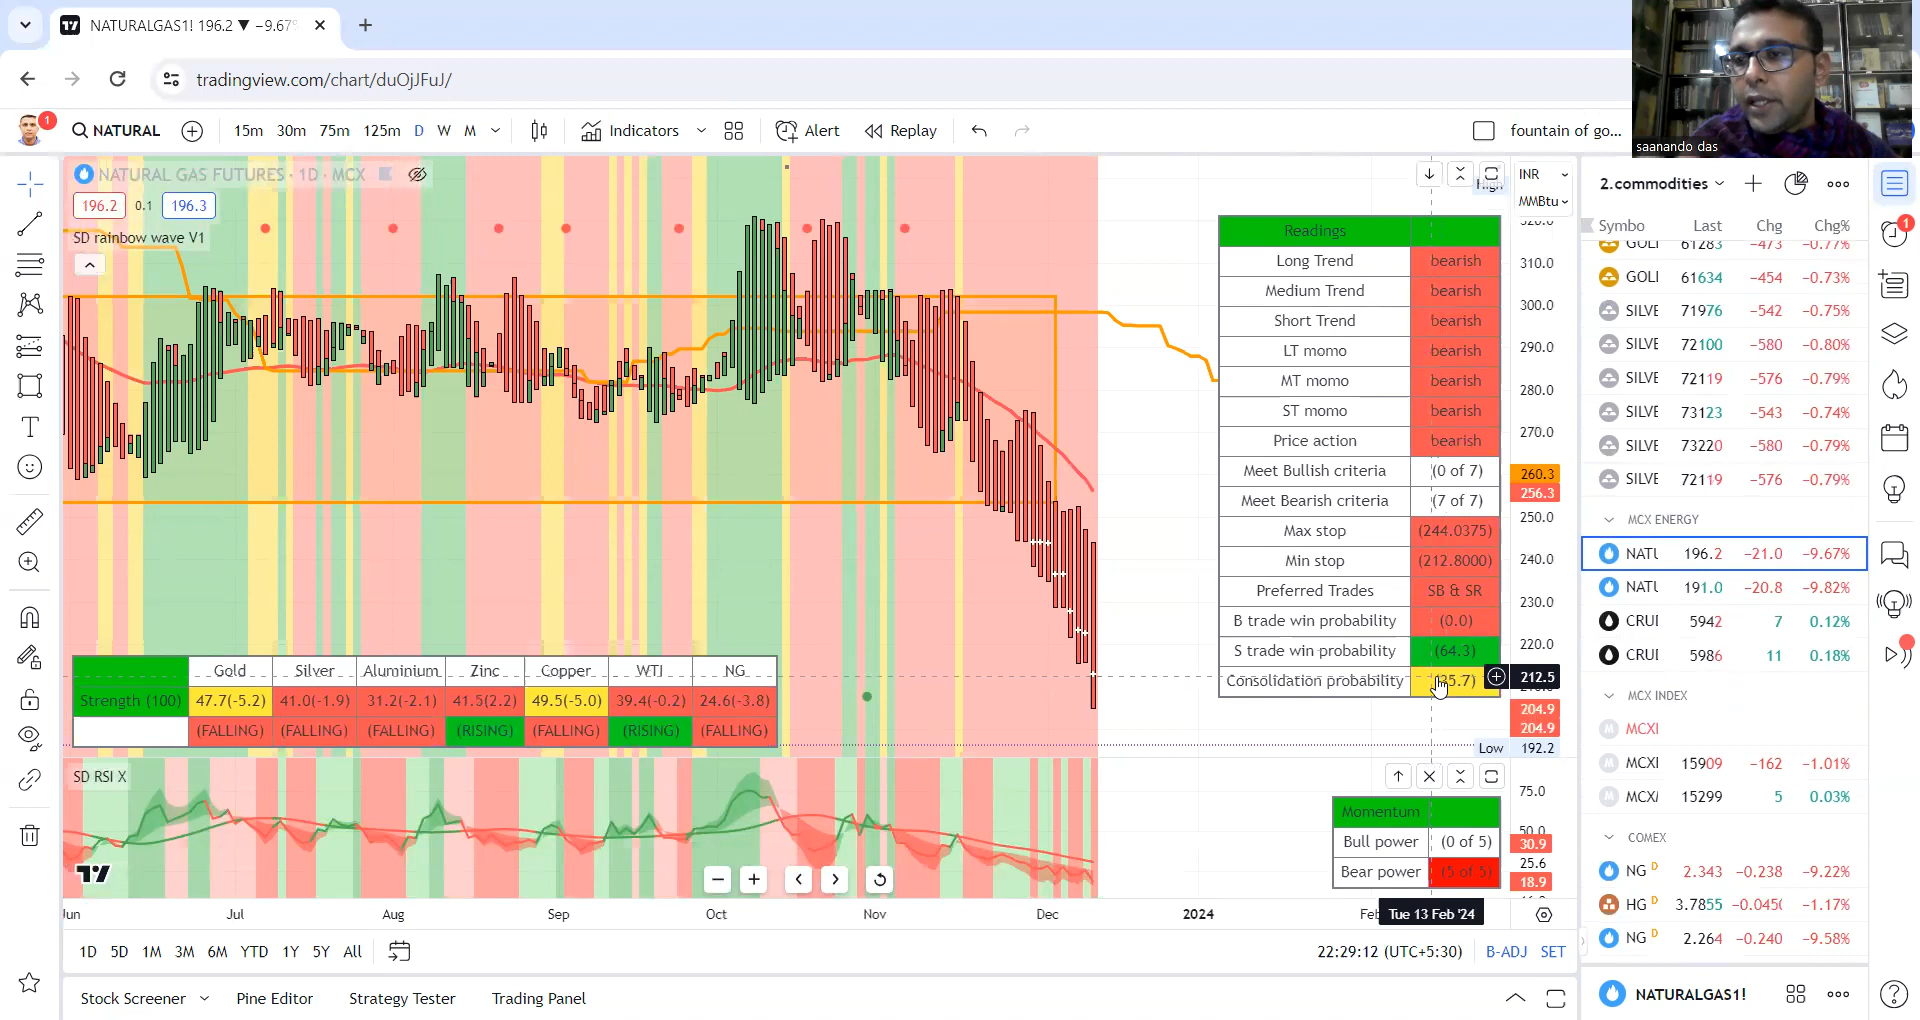 NATURALGAS1! 196.2 ▼ −9.67%
tradingview.com/chart/duOjJFuJ/
saanando das
1
NATURAL
15m 30m 75m 125m D W M
Indicators
Alert
Replay
fountain of go...
NATURAL GAS FUTURES · 1D · MCX
196.2 0.1 196.3
SD rainbow wave V1
INR
MMBtu
High
310.0
300.0
290.0
280.0
270.0
260.3
256.3
250.0
240.0
230.0
220.0
212.5
204.9
204.9
Low 192.2
Readings
Long Trend bearish
Medium Trend bearish
Short Trend bearish
LT momo bearish
MT momo bearish
ST momo bearish
Price action bearish
Meet Bullish criteria (0 of 7)
Meet Bearish criteria (7 of 7)
Max stop (244.0375)
Min stop (212.8000)
Preferred Trades SB & SR
B trade win probability (0.0)
S trade win probability (64.3)
Consolidation probability (35.7)
Gold Silver Aluminium Zinc Copper WTI NG
Strength (100) 47.7(-5.2) 41.0(-1.9) 31.2(-2.1) 41.5(2.2) 49.5(-5.0) 39.4(-0.2) 24.6(-3.8)
(FALLING) (FALLING) (FALLING) (RISING) (FALLING) (RISING) (FALLING)
SD RSI X
Momentum
Bull power (0 of 5)
Bear power (5 of 5)
75.0
50.0
30.9
25.6
18.9
Jun Jul Aug Sep Oct Nov Dec 2024 Tue 13 Feb '24
1D 5D 1M 3M 6M YTD 1Y 5Y All
22:29:12 (UTC+5:30) B-ADJ SET
Stock Screener Pine Editor Strategy Tester Trading Panel
2.commodities
Symbo Last Chg Chg%
GOLI 61283 −473 −0.77%
GOLI 61634 −454 −0.73%
SILVE 71976 −542 −0.75%
SILVE 72100 −580 −0.80%
SILVE 72119 −576 −0.79%
SILVE 73123 −543 −0.74%
SILVE 73220 −580 −0.79%
SILVE 72119 −576 −0.79%
MCX ENERGY
NATU 196.2 −21.0 −9.67%
NATU 191.0 −20.8 −9.82%
CRUI 5942 7 0.12%
CRUI 5986 11 0.18%
MCX INDEX
MCXI
MCXI 15909 −162 −1.01%
MCX 15299 5 0.03%
COMEX
NG D 2.343 −0.238 −9.22%
HG D 3.7855 −0.045 −1.17%
NG D 2.264 −0.240 −9.58%
NATURALGAS1!
1